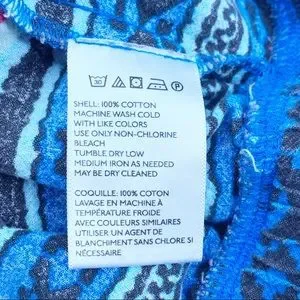 SHELL: 100% COTTON
MACHINE WASH COLD
WITH LIKE COLORS
USE ONLY NON-CHLORINE
BLEACH
TUMBLE DRY LOW
MEDIUM IRON AS NEEDED
MAY BE DRY CLEANED
COQUILLE: 100% COTON
LAVAGE EN MACHINE À
TEMPÉRATURE FROIDE
AVEC COULEURS SIMILAIRES
UTILISER UN AGENT DE
BLANCHIMENT SANS CHLORE SI
NÉCESSAIRE